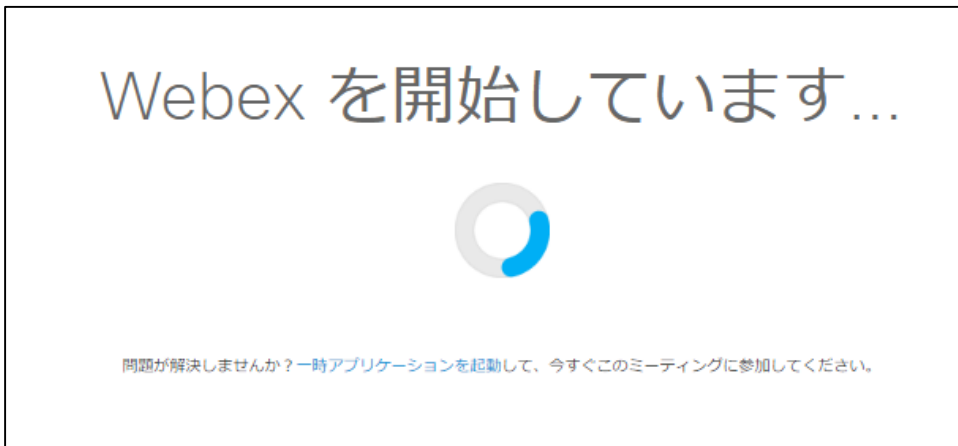 Webex を開始しています...
問題が解決しませんか？一時アプリケーションを起動して、今すぐこのミーティングに参加してください。